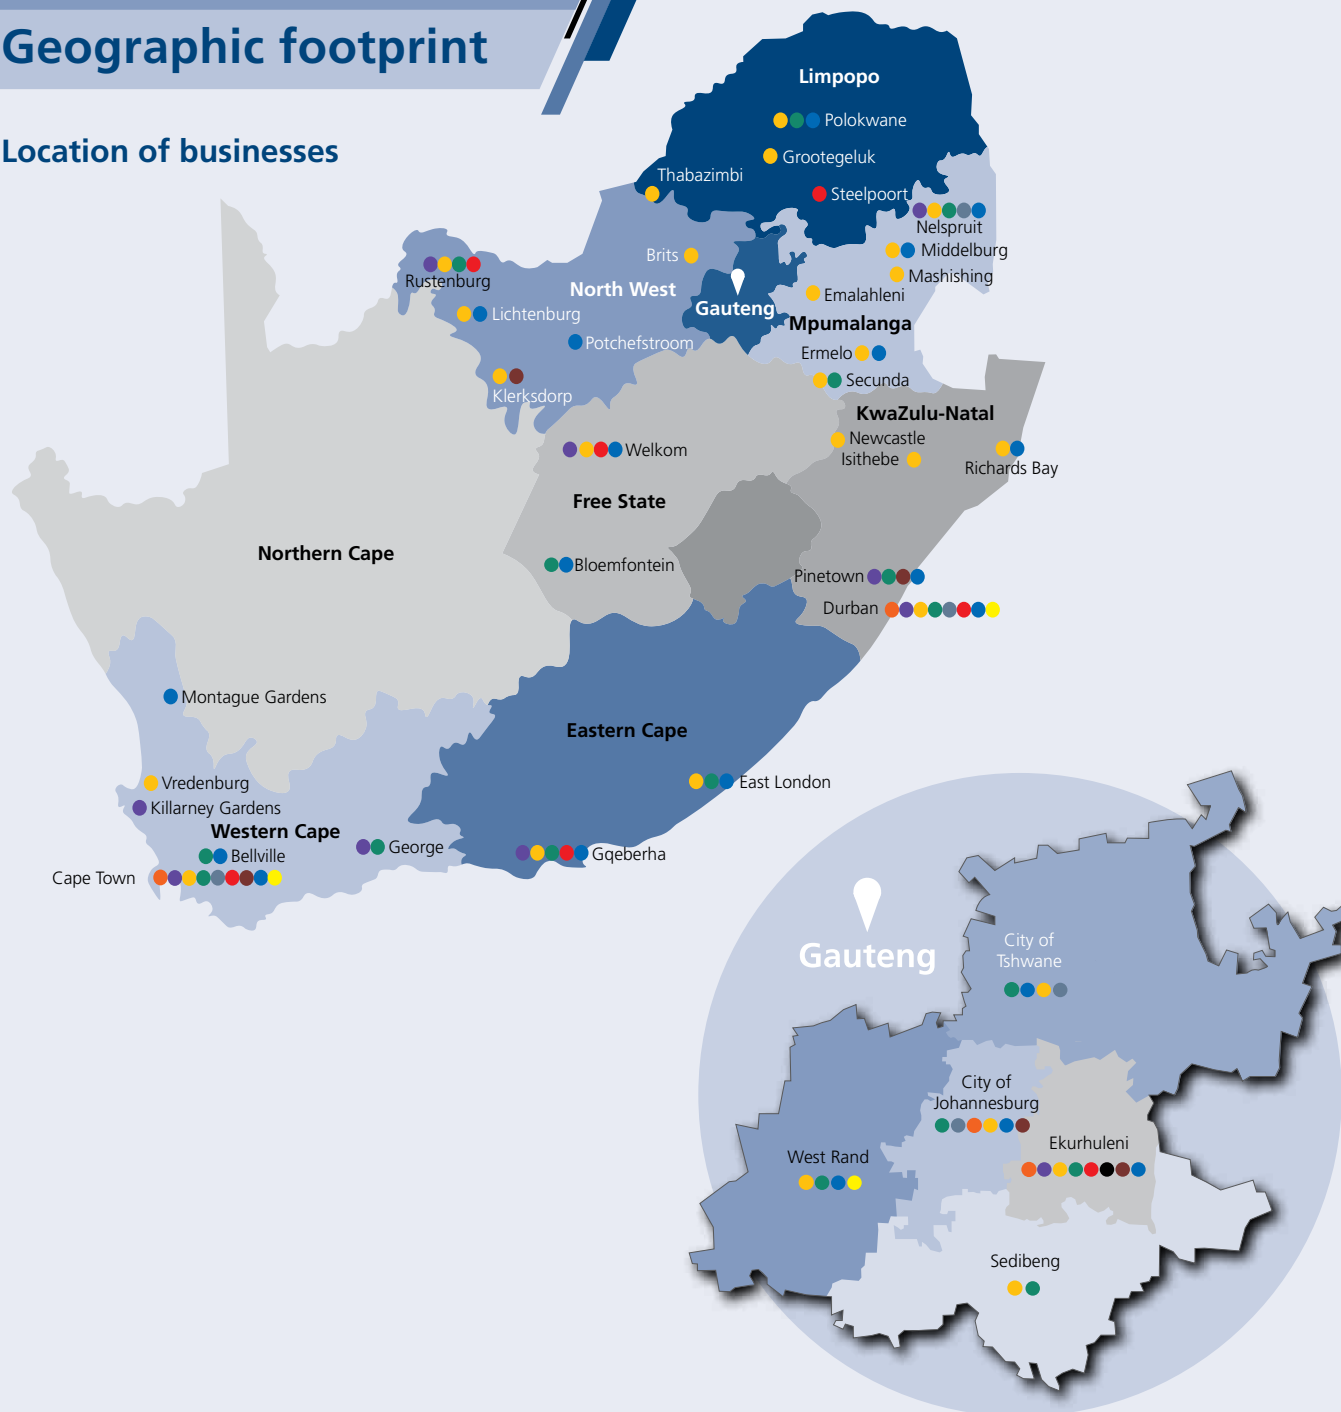 Geographic footprint
Location of businesses
Limpopo
Polokwane
Grootegeluk
Thabazimbi
Steelpoort
Nelspruit
Middelburg
Mashishing
Brits
Rustenburg
North West
Gauteng
Emalahleni
Lichtenburg
Mpumalanga
Potchefstroom
Ermelo
Secunda
Klerksdorp
KwaZulu-Natal
Newcastle
Isithebe
Richards Bay
Welkom
Free State
Northern Cape
Bloemfontein
Pinetown
Durban
Montague Gardens
Eastern Cape
East London
Vredenburg
Killarney Gardens
Western Cape
George
Bellville
Gqeberha
Cape Town
Gauteng
City of
Tshwane
City of
Johannesburg
Ekurhuleni
West Rand
Sedibeng